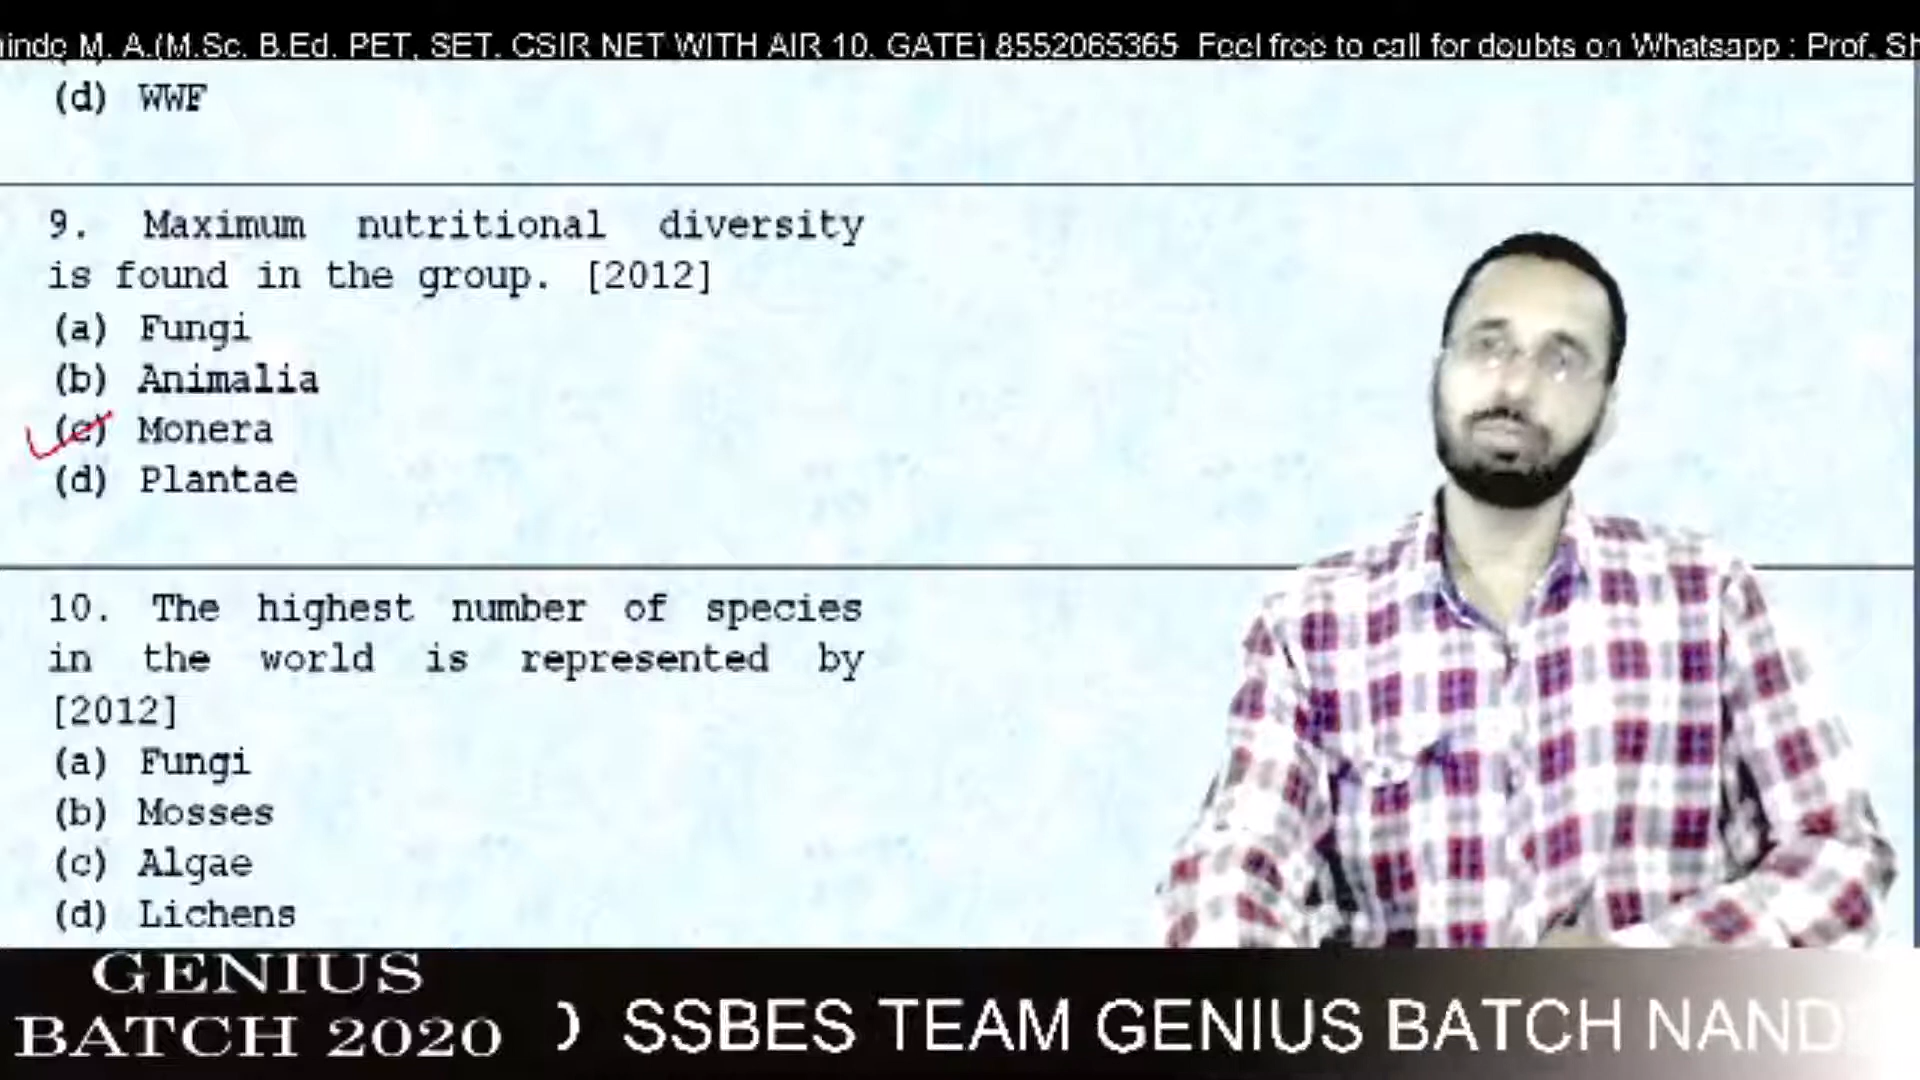 M. A.(M.Sc. B.Ed. PET, SET, CSIR NET WITH AIR 10, GATE) 8552065365 Feel free to call for doubts on Whatsapp : Prof.
(d) WWF
9. Maximum nutritional diversity
is found in the group. [2012]
(a) Fungi
(b) Animalia
(c) Monera
(d) Plantae
10. The highest number of species
in the world is represented by
[2012]
(a) Fungi
(b) Mosses
(c) Algae
(d) Lichens
GENIUS
BATCH 2020
) SSBES TEAM GENIUS BATCH